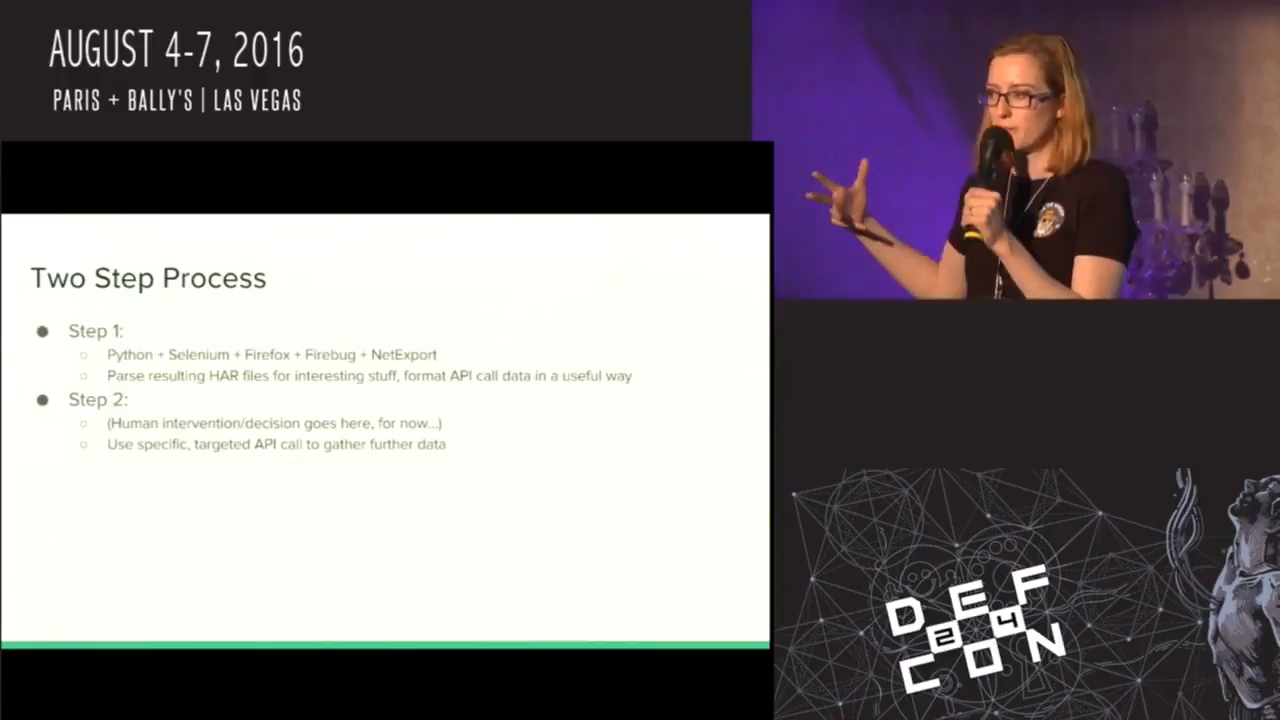 AUGUST 4-7, 2016
PARIS + BALLY'S | LAS VEGAS
Two Step Process
Step 1:
Python + Selenium + Firefox + Firebug + NetExport
Parse resulting HAR files for interesting stuff, format API call data in a useful way
Step 2:
(Human intervention/decision goes here, for now...)
Use specific, targeted API call to gather further data
DEF
24
CON